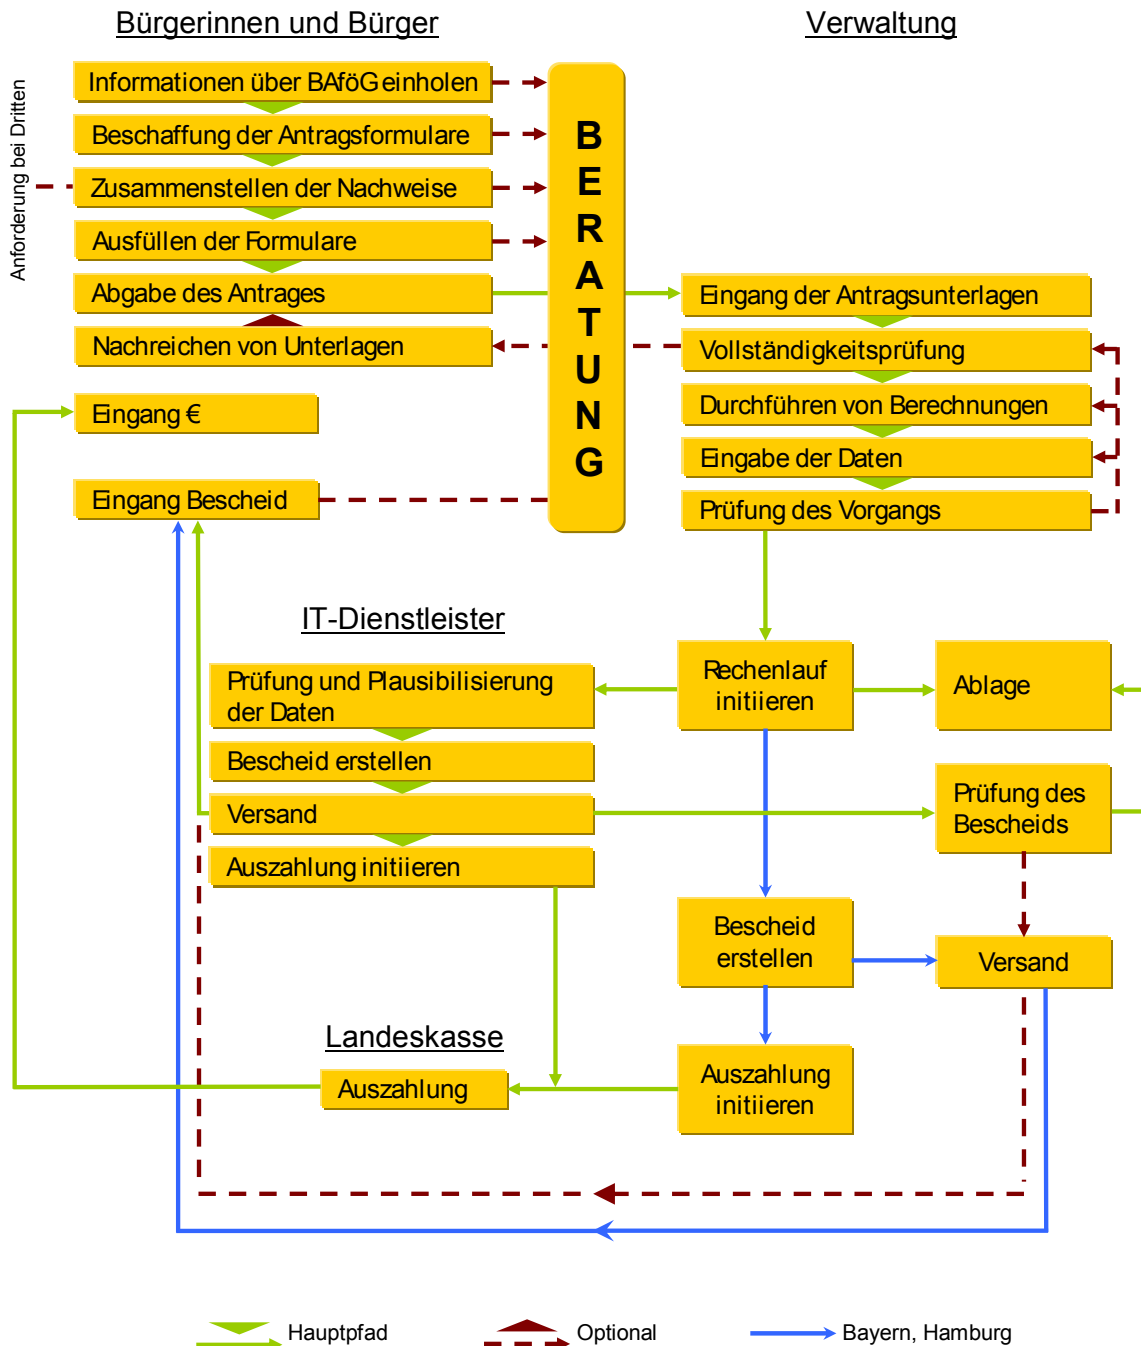 Bürgerinnen und Bürger
Verwaltung
Anforderung bei Dritten
Informationen über BAföG einholen
Beschaffung der Antragsformulare
Zusammenstellen der Nachweise
Ausfüllen der Formulare
Abgabe des Antrages
Nachreichen von Unterlagen
Eingang €
Eingang Bescheid
BERATUNG
Eingang der Antragsunterlagen
Vollständigkeitsprüfung
Durchführen von Berechnungen
Eingabe der Daten
Prüfung des Vorgangs
IT-Dienstleister
Prüfung und Plausibilisierung
der Daten
Bescheid erstellen
Versand
Auszahlung initiieren
Rechenlauf
initiieren
Ablage
Prüfung des
Bescheids
Bescheid
erstellen
Versand
Landeskasse
Auszahlung
Auszahlung
initiieren
Hauptpfad
Optional
Bayern, Hamburg